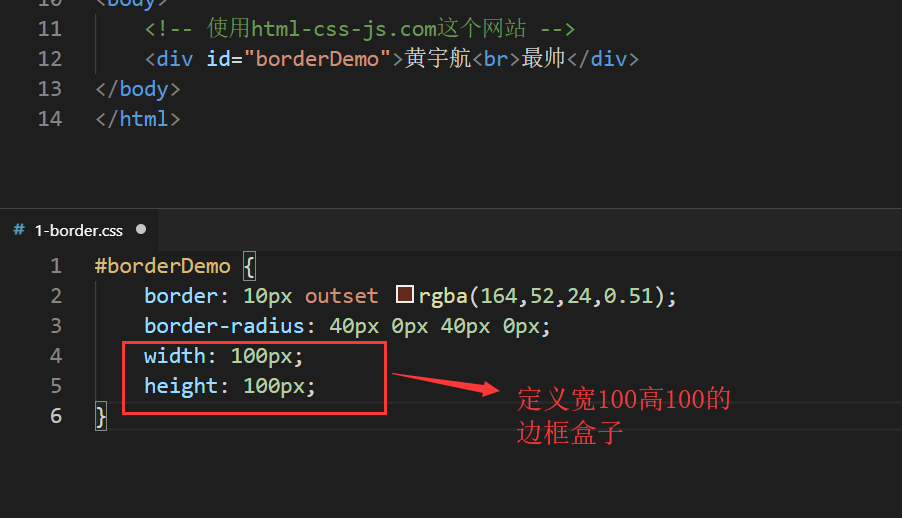 10 <body>
11 <!-- 使用html-css-js.com这个网站 -->
12 <div id="borderDemo">黄宇航<br>最帅</div>
13 </body>
14 </html>
# 1-border.css
1 #borderDemo {
2 border: 10px outset rgba(164,52,24,0.51);
3 border-radius: 40px 0px 40px 0px;
4 width: 100px;
5 height: 100px;
6 }
定义宽100高100的
边框盒子